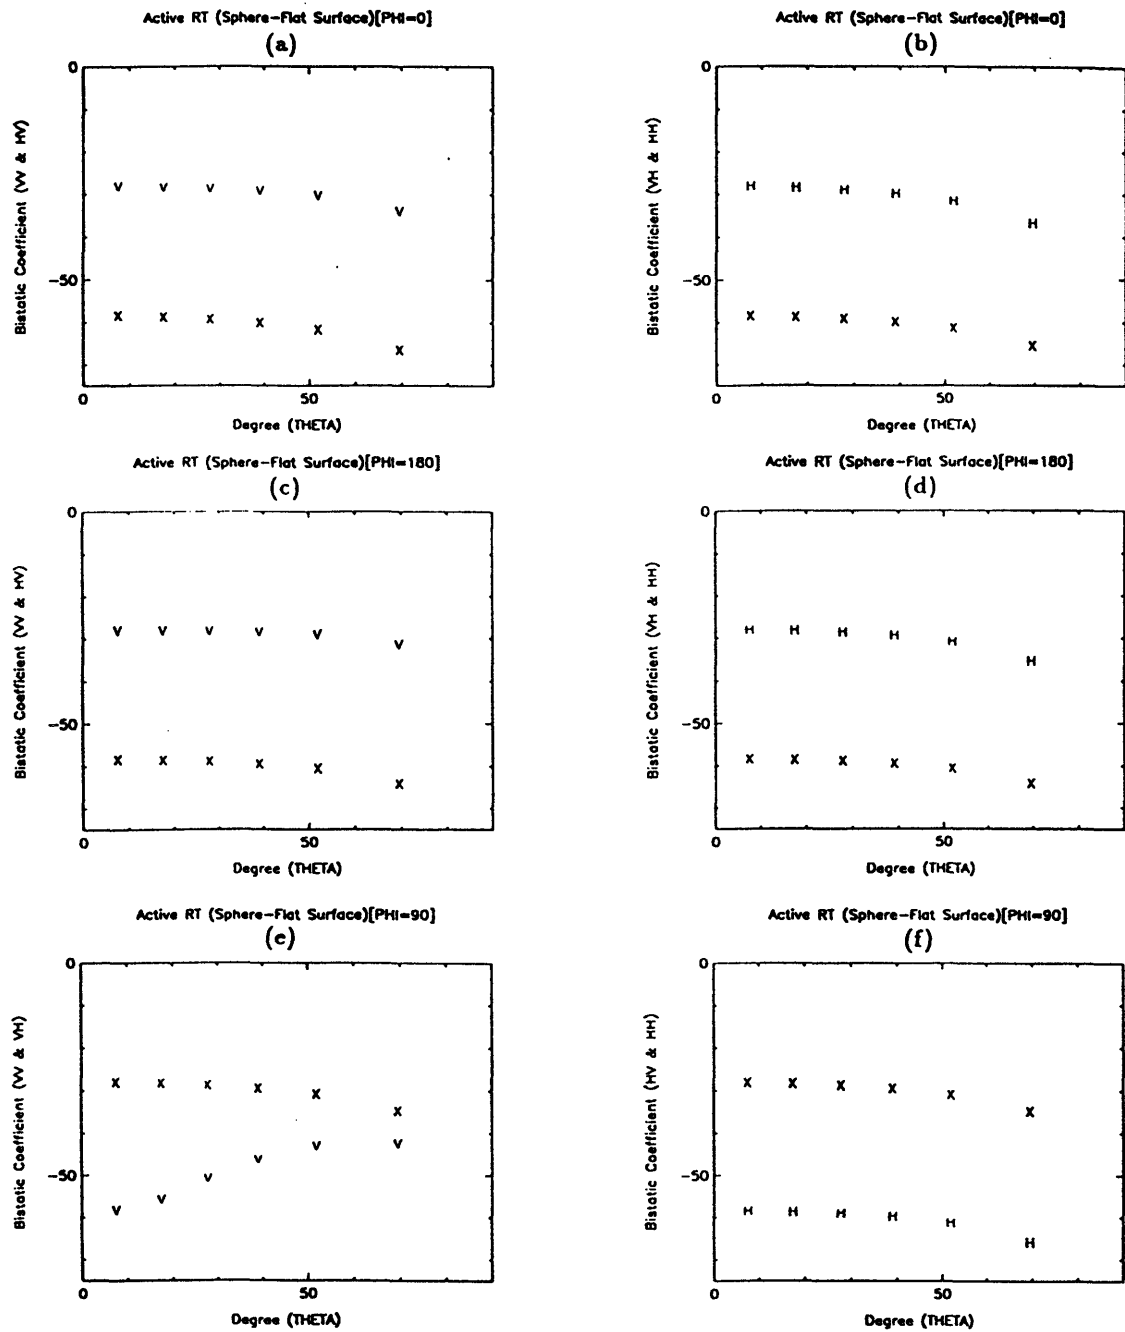 Active RT (Sphere-Flat Surface)[PHI=0]
(a)
0
-50
Bistatic Coefficient (VV & HV)
V V V V V V
X X X X X X
0 50
Degree (THETA)
Active RT (Sphere-Flat Surface)[PHI=0]
(b)
0
-50
Bistatic Coefficient (VH & HH)
H H H H H H
X X X X X X
0 50
Degree (THETA)
Active RT (Sphere-Flat Surface)[PHI=180]
(c)
0
-50
Bistatic Coefficient (VV & HV)
V V V V V V
X X X X X X
0 50
Degree (THETA)
Active RT (Sphere-Flat Surface)[PHI=180]
(d)
0
-50
Bistatic Coefficient (VH & HH)
H H H H H H
X X X X X X
0 50
Degree (THETA)
Active RT (Sphere-Flat Surface)[PHI=90]
(e)
0
-50
Bistatic Coefficient (VV & VH)
X X X X X X
V V V V V V
0 50
Degree (THETA)
Active RT (Sphere-Flat Surface)[PHI=90]
(f)
0
-50
Bistatic Coefficient (HV & HH)
X X X X X X
H H H H H H
0 50
Degree (THETA)